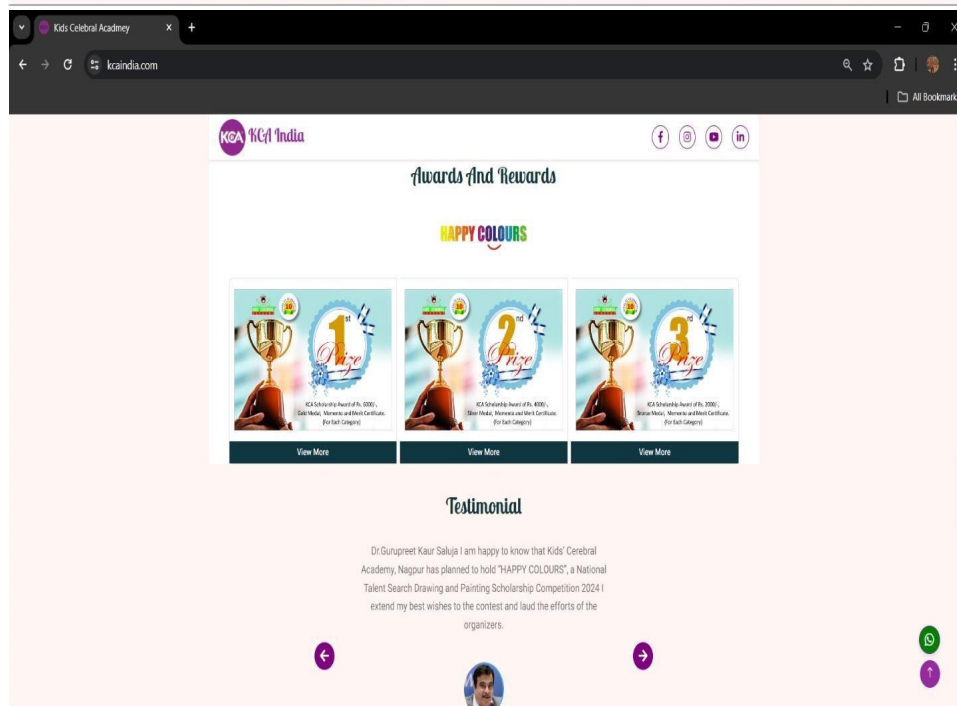 Kids Celebral Acadmey
kcaindia.com
All Bookmark
KCA KCA India
Awards And Rewards
HAPPY COLOURS
1st
Prize
KCA Scholarship Award of Rs. 6000/-,
Gold Medal, Memento and Merit Certificate.
(For Each Category)
2nd
Prize
KCA Scholarship Award of Rs. 4000/-,
Silver Medal, Memento and Merit Certificate.
(For Each Category)
3rd
Prize
KCA Scholarship Award of Rs. 2000/-,
Bronze Medal, Memento and Merit Certificate.
(For Each Category)
View More
View More
View More
Testimonial
Dr.Gurupreet Kaur Saluja I am happy to know that Kids' Cerebral
Academy, Nagpur has planned to hold "HAPPY COLOURS", a National
Talent Search Drawing and Painting Scholarship Competition 2024 I
extend my best wishes to the contest and laud the efforts of the
organizers.